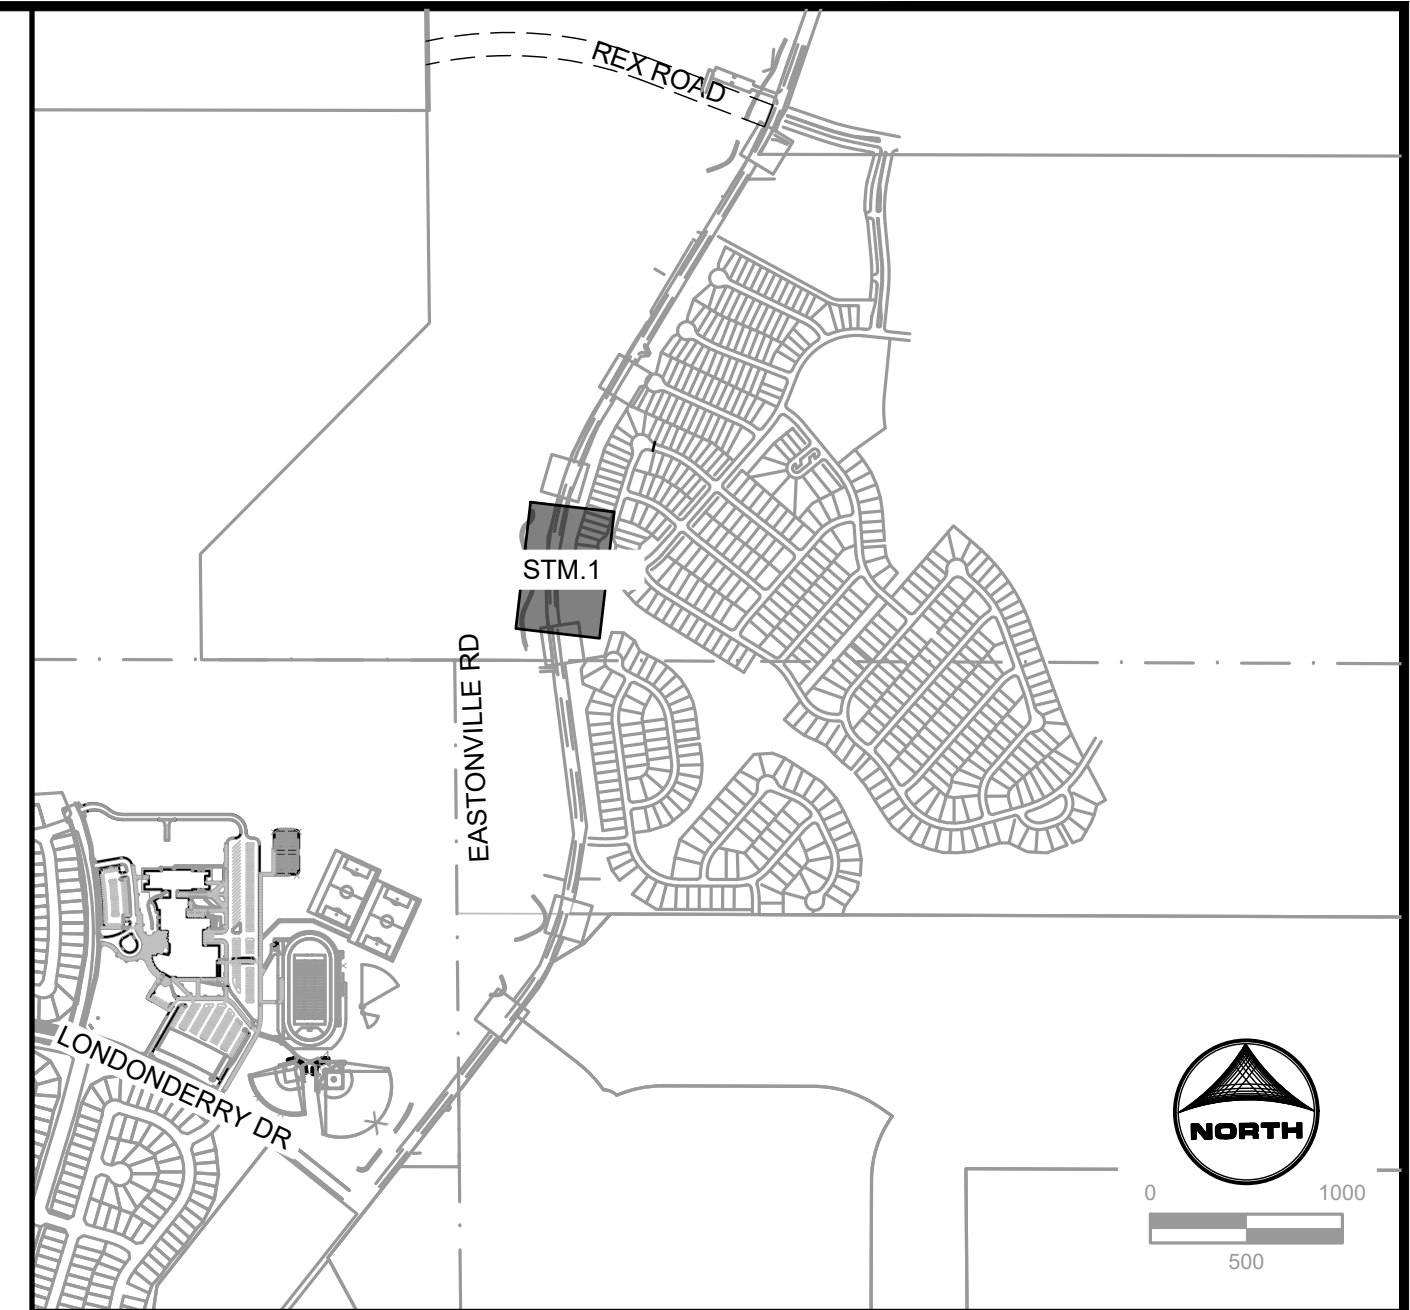 REX ROAD
STM.1
EASTONVILLE RD
LONDONDERRY DR
NORTH
0 1000
500